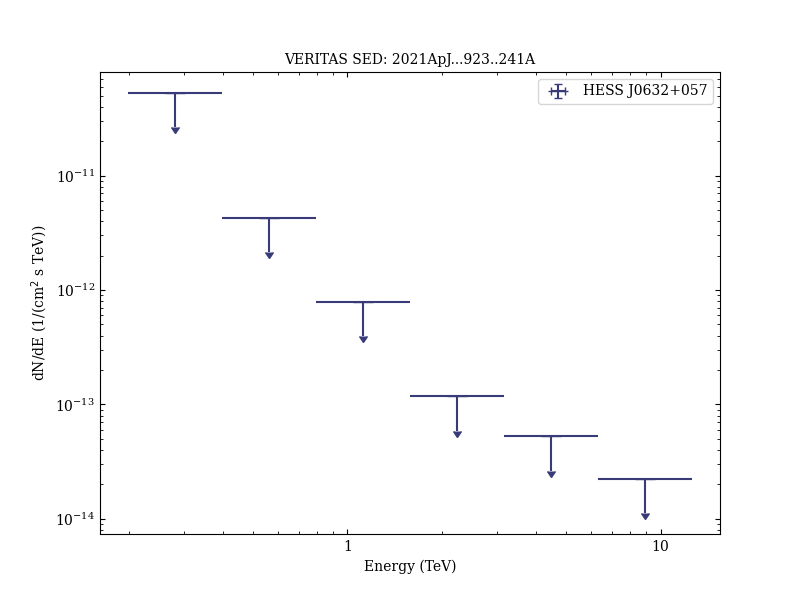 VERITAS SED: 2021ApJ...923..241A
HESS J0632+057
10⁻¹¹
10⁻¹²
10⁻¹³
10⁻¹⁴
dN/dE (1/(cm² s TeV))
1
10
Energy (TeV)